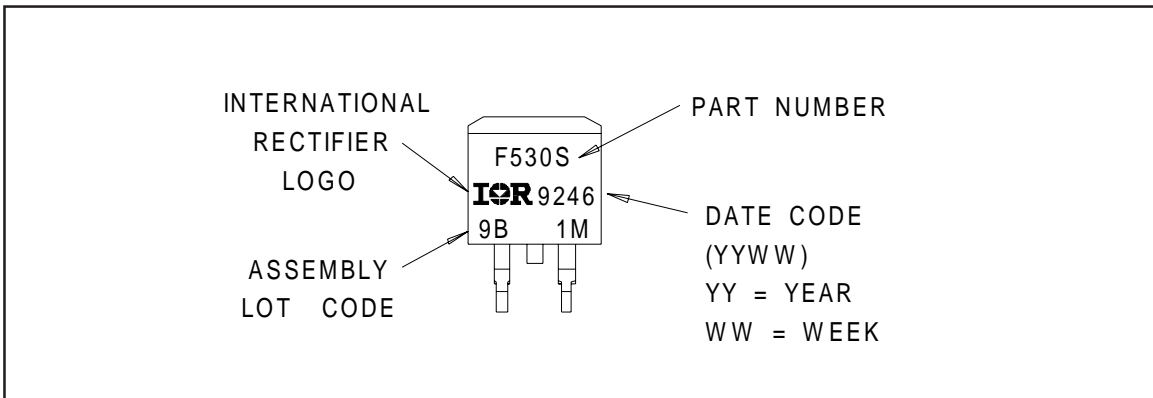 INTERNATIONAL
RECTIFIER
LOGO
ASSEMBLY
LOT CODE
F530S
IOR 9246
9B 1M
PART NUMBER
DATE CODE
(YYWW)
YY = YEAR
WW = WEEK